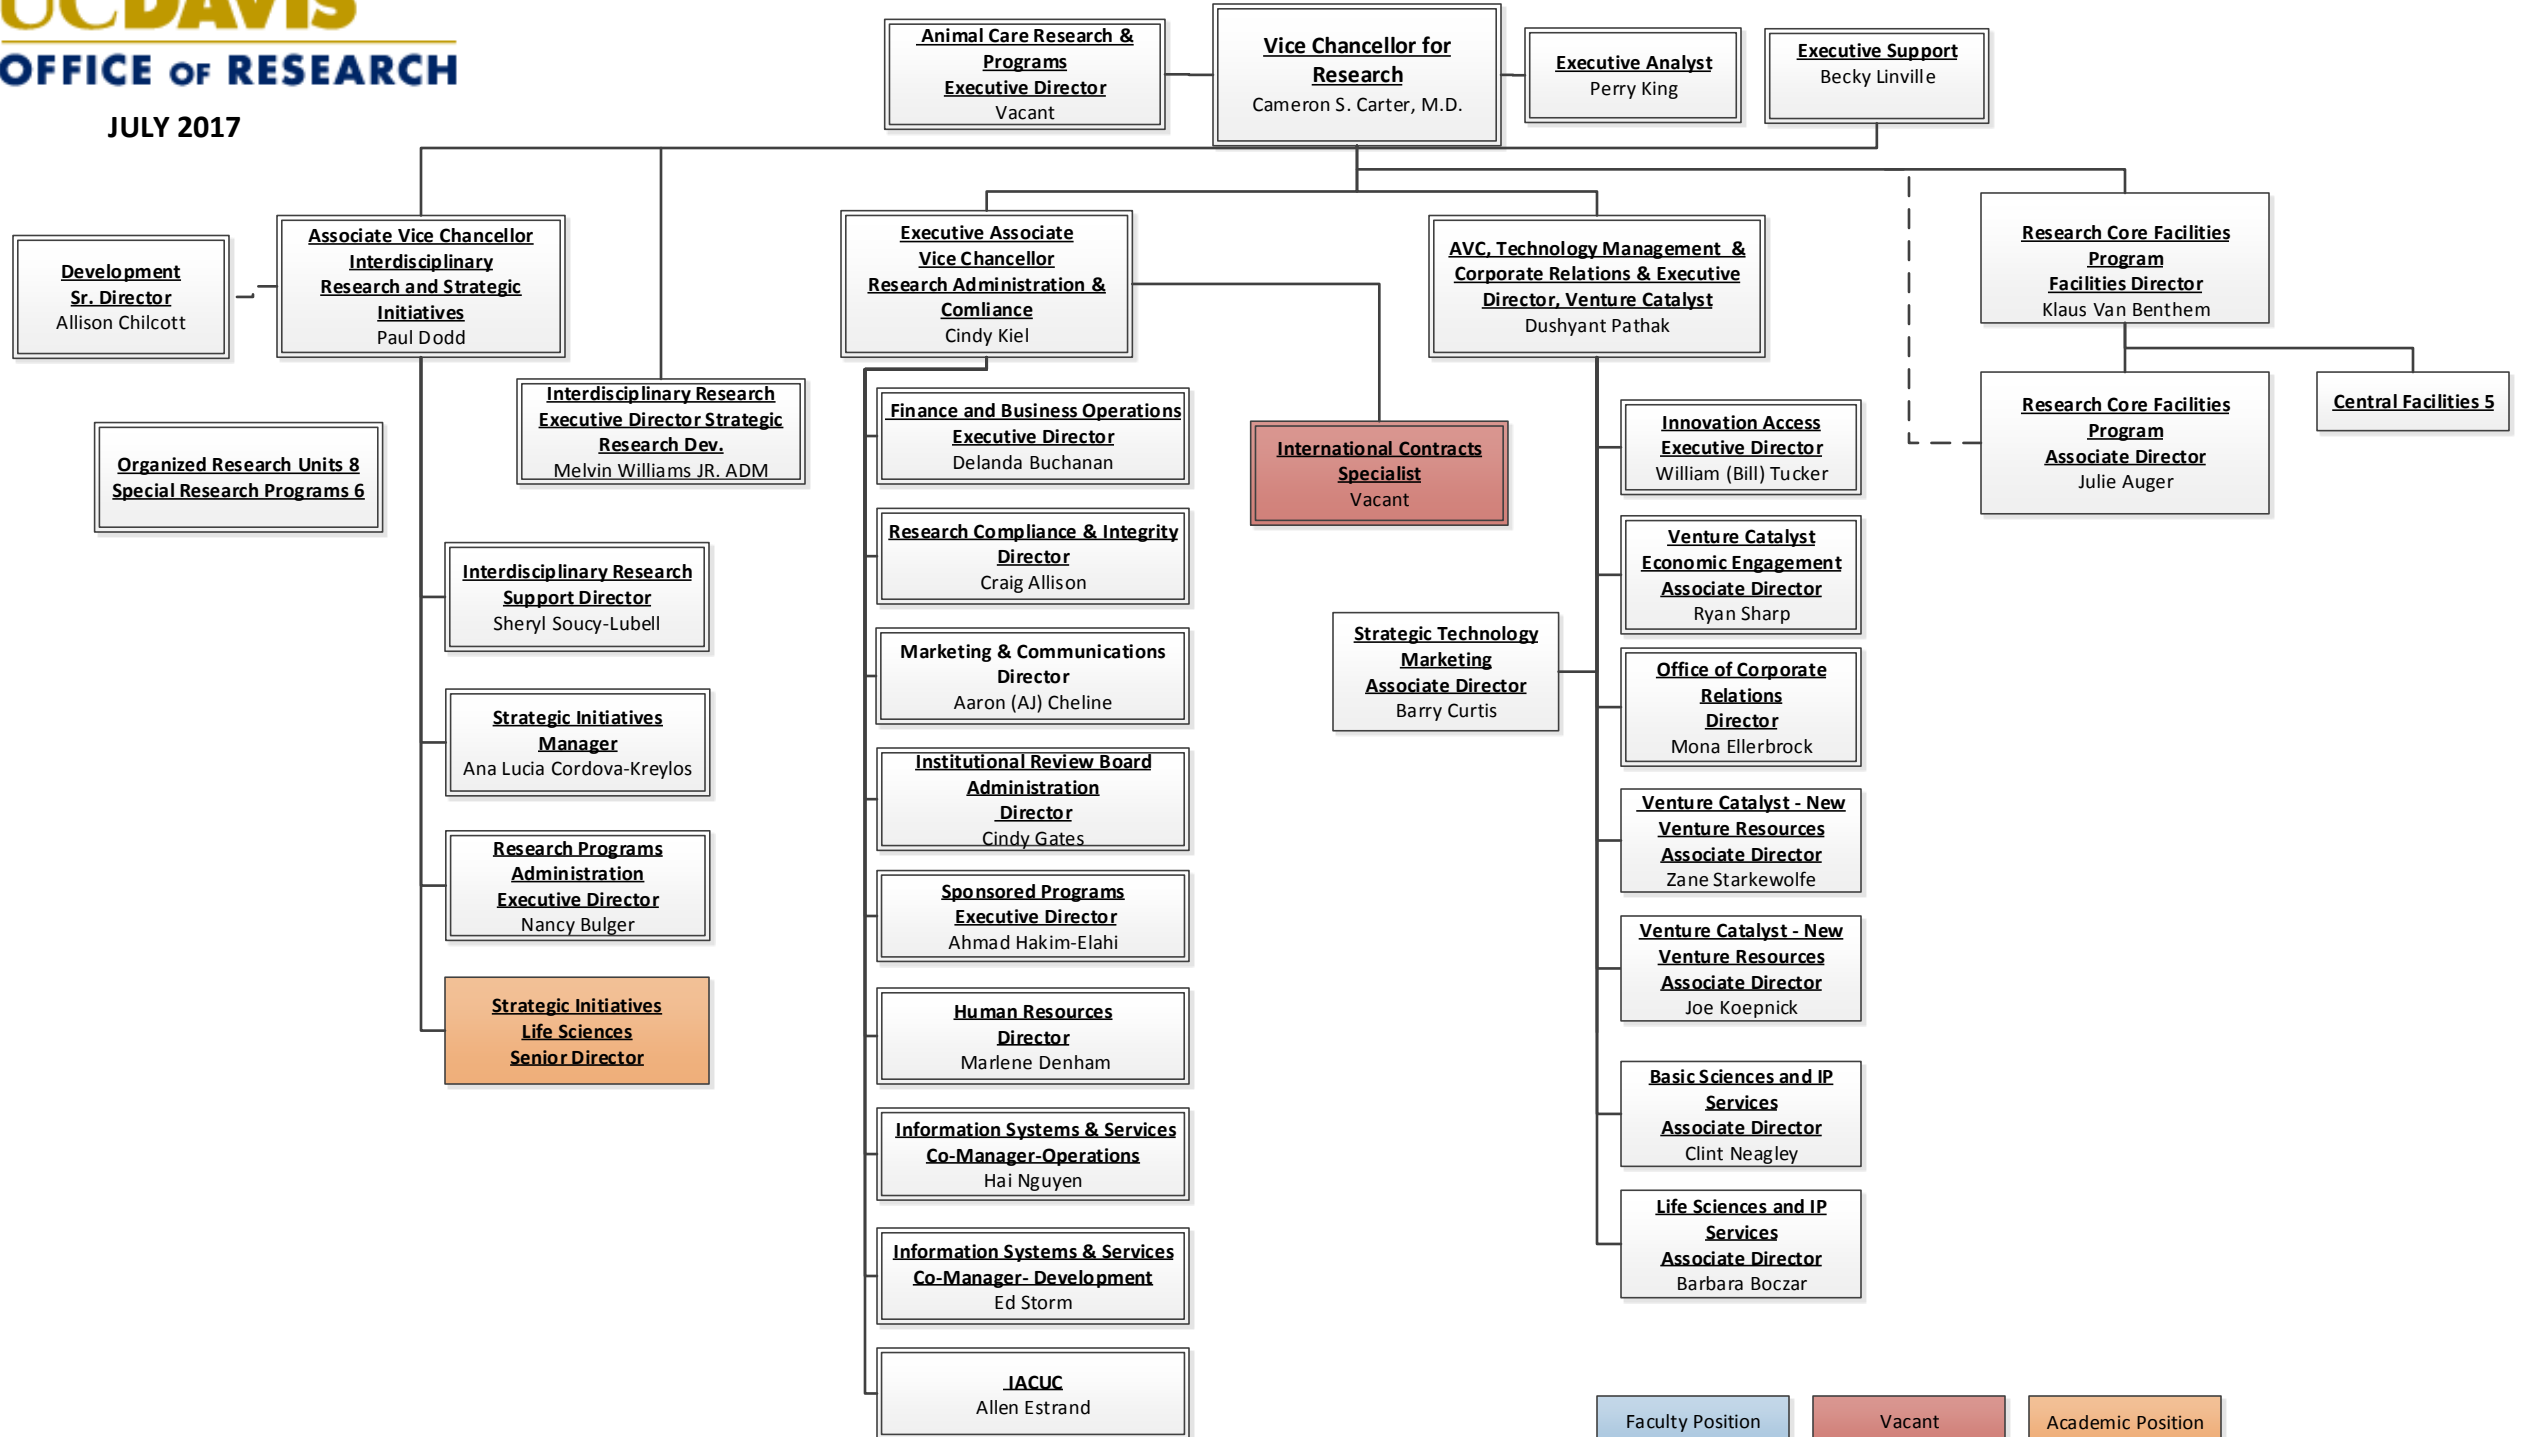 UCDAVIS
OFFICE OF RESEARCH
JULY 2017
Animal Care Research &
Programs
Executive Director
Vacant
Vice Chancellor for
Research
Cameron S. Carter, M.D.
Executive Analyst
Perry King
Executive Support
Becky Linville
Development
Sr. Director
Allison Chilcott
Associate Vice Chancellor
Interdisciplinary
Research and Strategic
Initiatives
Paul Dodd
Executive Associate
Vice Chancellor
Research Administration &
Comliance
Cindy Kiel
AVC, Technology Management &
Corporate Relations & Executive
Director, Venture Catalyst
Dushyant Pathak
Research Core Facilities
Program
Facilities Director
Klaus Van Benthem
Organized Research Units 8
Special Research Programs 6
Interdisciplinary Research
Executive Director Strategic
Research Dev.
Melvin Williams JR. ADM
Interdisciplinary Research
Support Director
Sheryl Soucy-Lubell
Strategic Initiatives
Manager
Ana Lucia Cordova-Kreylos
Research Programs
Administration
Executive Director
Nancy Bulger
Strategic Initiatives
Life Sciences
Senior Director
Finance and Business Operations
Executive Director
Delanda Buchanan
Research Compliance & Integrity
Director
Craig Allison
Marketing & Communications
Director
Aaron (AJ) Cheline
Institutional Review Board
Administration
Director
Cindy Gates
Sponsored Programs
Executive Director
Ahmad Hakim-Elahi
Human Resources
Director
Marlene Denham
Information Systems & Services
Co-Manager-Operations
Hai Nguyen
Information Systems & Services
Co-Manager- Development
Ed Storm
IACUC
Allen Estrand
International Contracts
Specialist
Vacant
Strategic Technology
Marketing
Associate Director
Barry Curtis
Innovation Access
Executive Director
William (Bill) Tucker
Venture Catalyst
Economic Engagement
Associate Director
Ryan Sharp
Office of Corporate
Relations
Director
Mona Ellerbrock
Venture Catalyst - New
Venture Resources
Associate Director
Zane Starkewolfe
Venture Catalyst - New
Venture Resources
Associate Director
Joe Koepnick
Basic Sciences and IP
Services
Associate Director
Clint Neagley
Life Sciences and IP
Services
Associate Director
Barbara Boczar
Research Core Facilities
Program
Associate Director
Julie Auger
Central Facilities 5
Faculty Position
Vacant
Academic Position